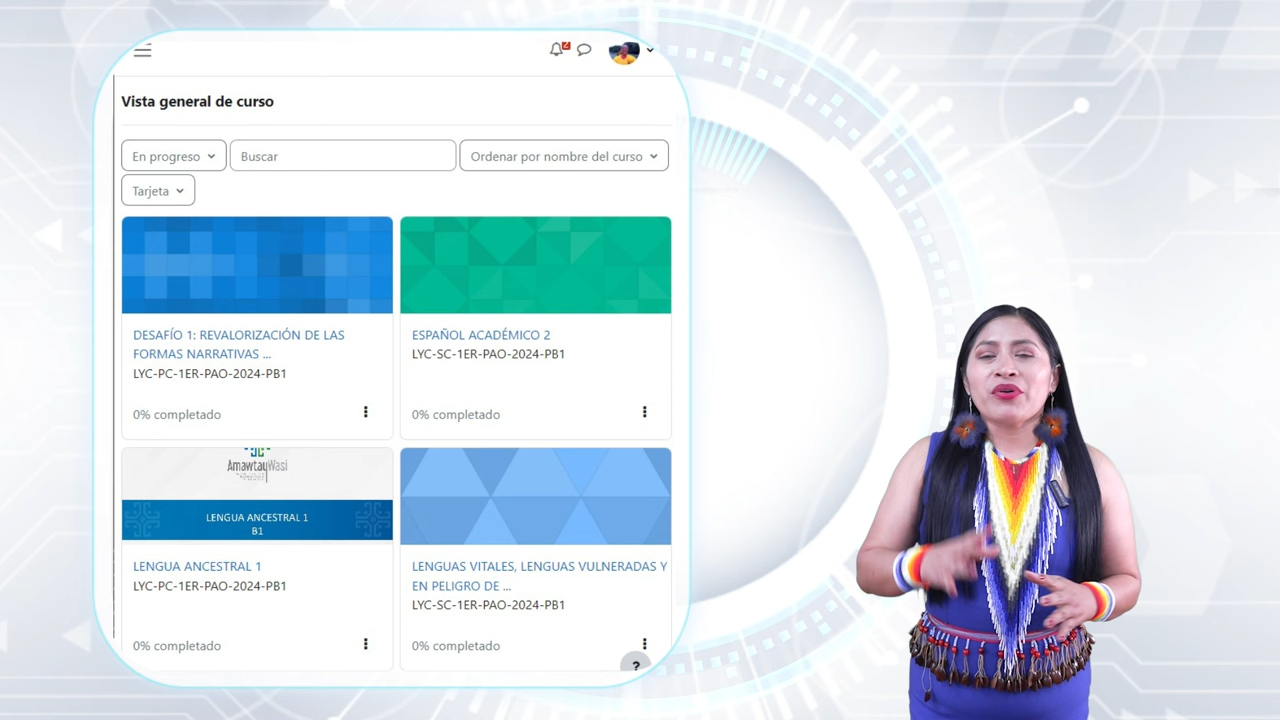 Vista general de curso
En progreso
Buscar
Ordenar por nombre del curso
Tarjeta
DESAFÍO 1: REVALORIZACIÓN DE LAS
FORMAS NARRATIVAS ...
LYC-PC-1ER-PAO-2024-PB1
0% completado
ESPAÑOL ACADÉMICO 2
LYC-SC-1ER-PAO-2024-PB1
0% completado
AmawtayWasi
LENGUA ANCESTRAL 1
B1
LENGUA ANCESTRAL 1
LYC-PC-1ER-PAO-2024-PB1
0% completado
LENGUAS VITALES, LENGUAS VULNERADAS Y
EN PELIGRO DE ...
LYC-SC-1ER-PAO-2024-PB1
0% completado
?